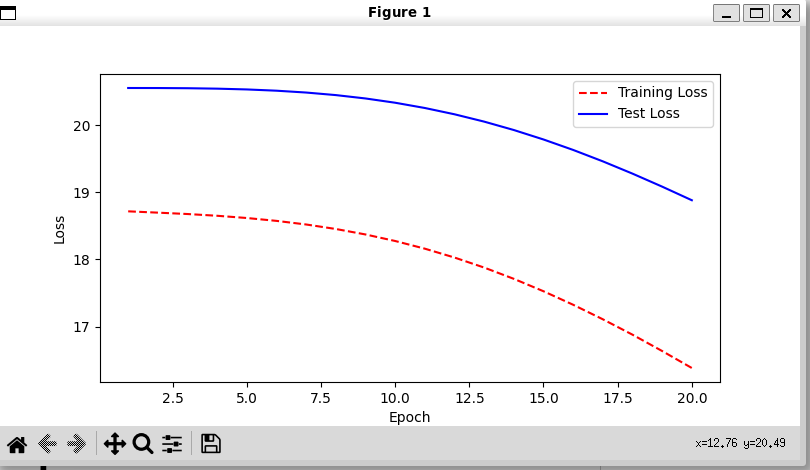 Figure 1
Training Loss
Test Loss
20
19
18
17
Loss
2.5 5.0 7.5 10.0 12.5 15.0 17.5 20.0
Epoch
x=12.76 y=20.49